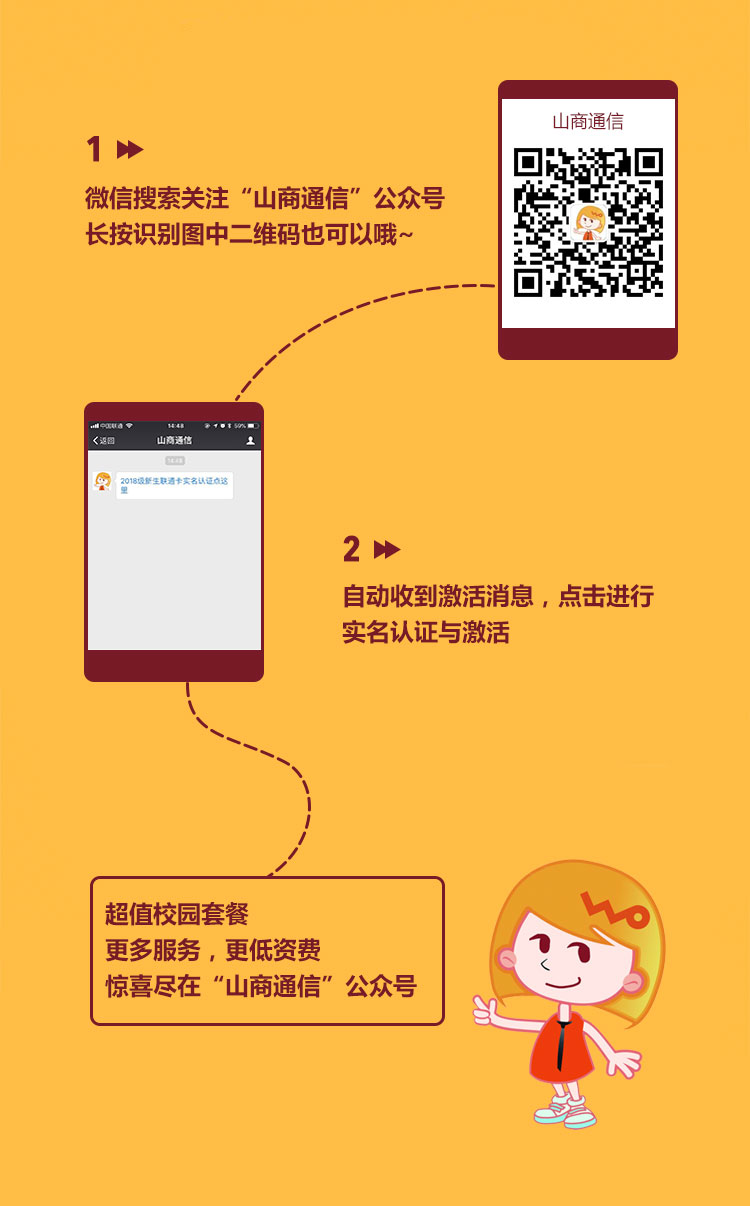 山商通信
1
微信搜索关注“山商通信”公众号
长按识别图中二维码也可以哦~
中国联通 14:48 59%
返回 山商通信
14:48
2018级新生联通卡实名认证点这
里
2
自动收到激活消息，点击进行
实名认证与激活
超值校园套餐
更多服务，更低资费
惊喜尽在“山商通信”公众号